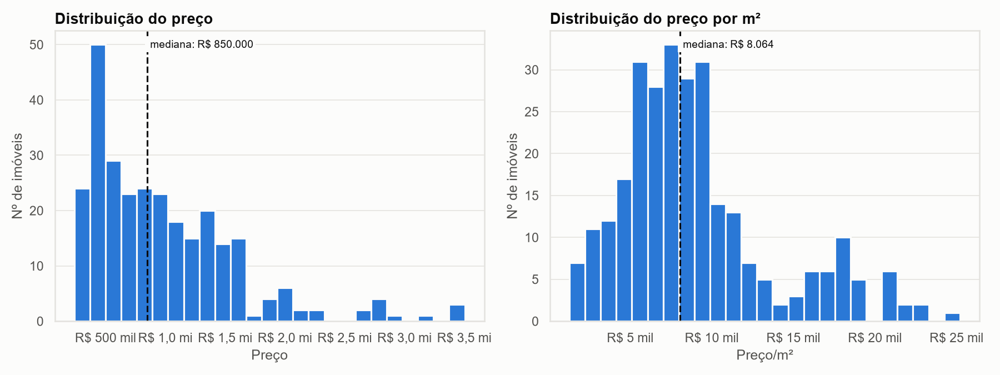 Distribuição do preço
mediana: R$ 850.000
50
40
30
20
10
0
Nº de imóveis
R$ 500 mil R$ 1,0 mi R$ 1,5 mi R$ 2,0 mi R$ 2,5 mi R$ 3,0 mi R$ 3,5 mi
Preço
Distribuição do preço por m²
mediana: R$ 8.064
30
25
20
15
10
5
0
Nº de imóveis
R$ 5 mil R$ 10 mil R$ 15 mil R$ 20 mil R$ 25 mil
Preço/m²